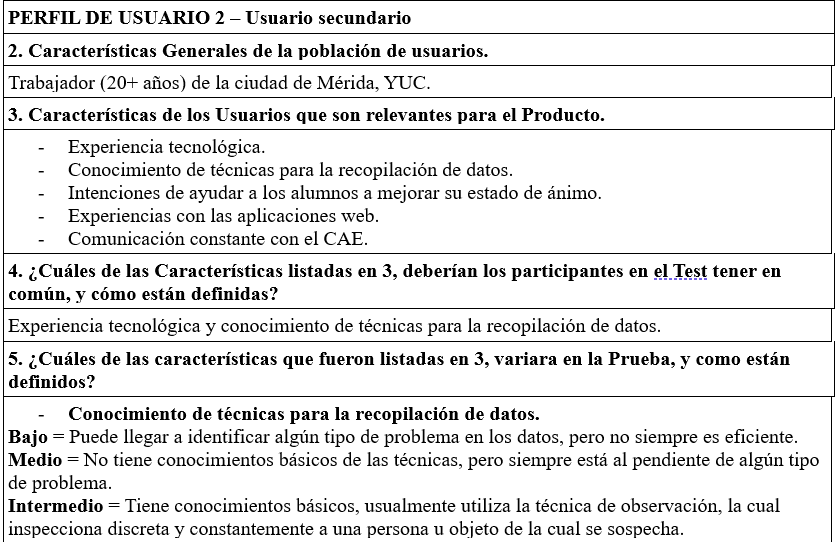 PERFIL DE USUARIO 2 – Usuario secundario
2. Características Generales de la población de usuarios.
Trabajador (20+ años) de la ciudad de Mérida, YUC.
3. Características de los Usuarios que son relevantes para el Producto.
- Experiencia tecnológica.
- Conocimiento de técnicas para la recopilación de datos.
- Intenciones de ayudar a los alumnos a mejorar su estado de ánimo.
- Experiencias con las aplicaciones web.
- Comunicación constante con el CAE.
4. ¿Cuáles de las Características listadas en 3, deberían los participantes en el Test tener en
común, y cómo están definidas?
Experiencia tecnológica y conocimiento de técnicas para la recopilación de datos.
5. ¿Cuáles de las características que fueron listadas en 3, variara en la Prueba, y como están
definidos?
- Conocimiento de técnicas para la recopilación de datos.
Bajo = Puede llegar a identificar algún tipo de problema en los datos, pero no siempre es eficiente.
Medio = No tiene conocimientos básicos de las técnicas, pero siempre está al pendiente de algún tipo
de problema.
Intermedio = Tiene conocimientos básicos, usualmente utiliza la técnica de observación, la cual
inspecciona discreta y constantemente a una persona u objeto de la cual se sospecha.